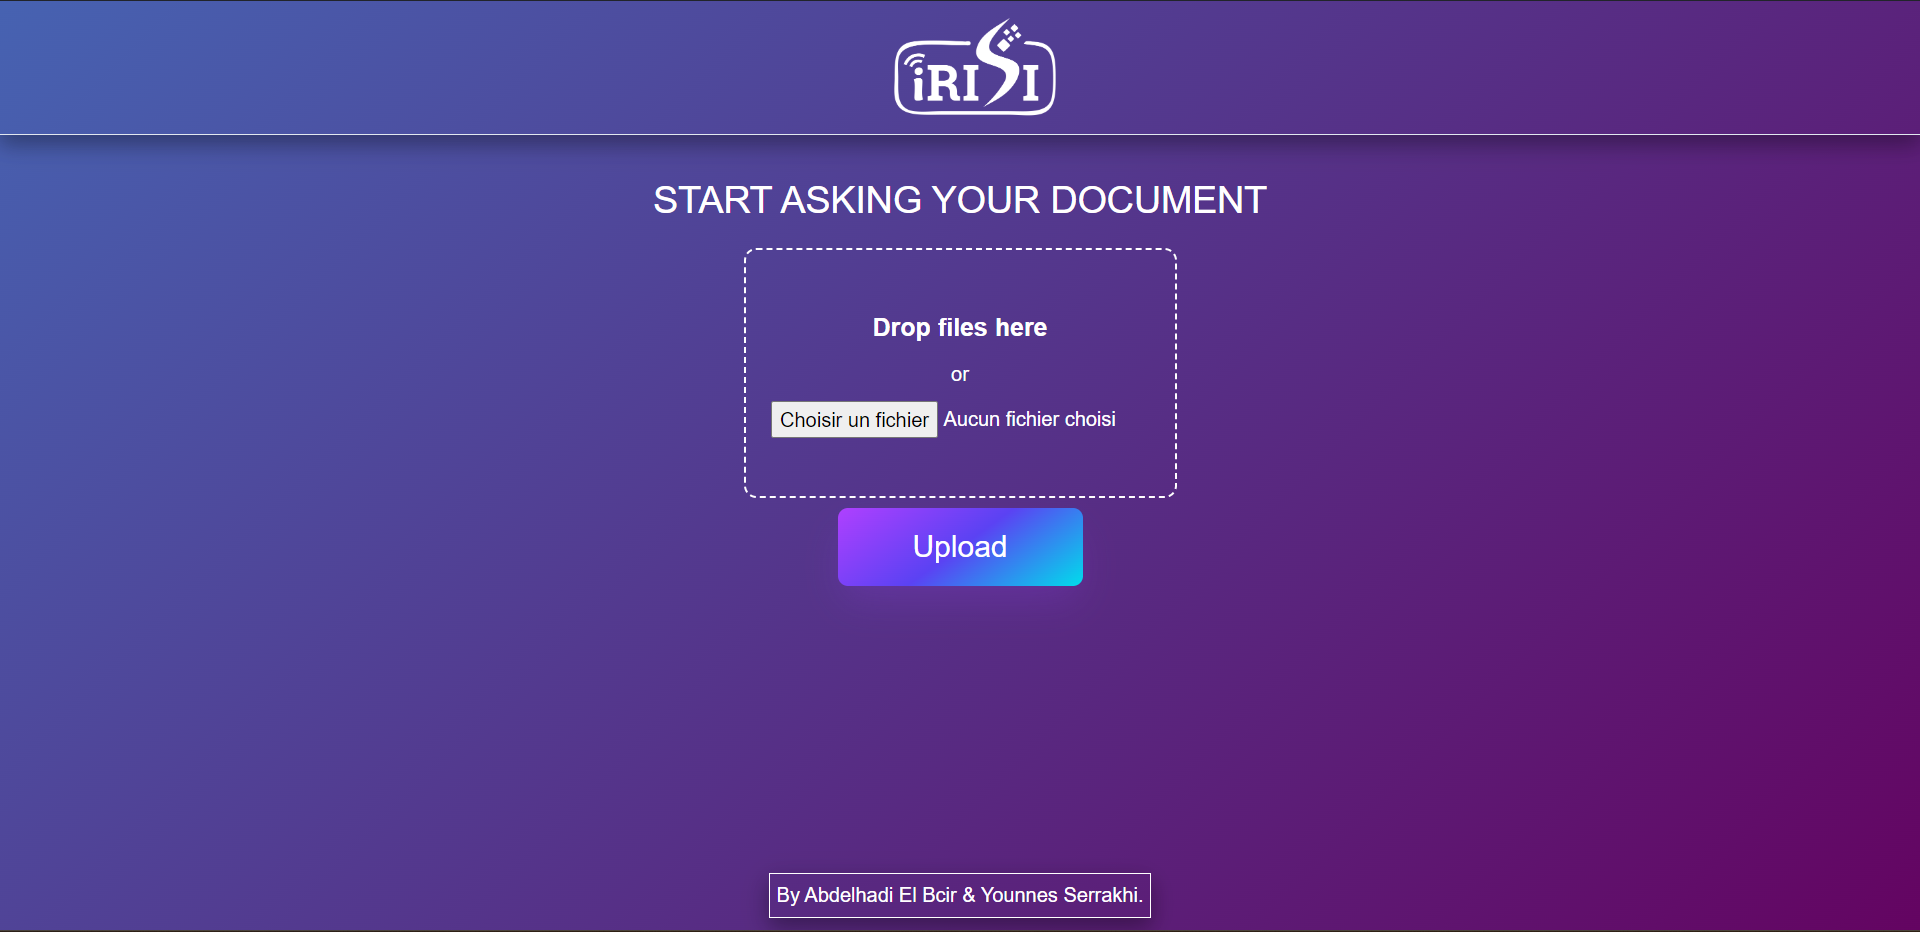 iRISI
START ASKING YOUR DOCUMENT
Drop files here
or
Choisir un fichier Aucun fichier choisi
Upload
By Abdelhadi El Bcir & Younnes Serrakhi.